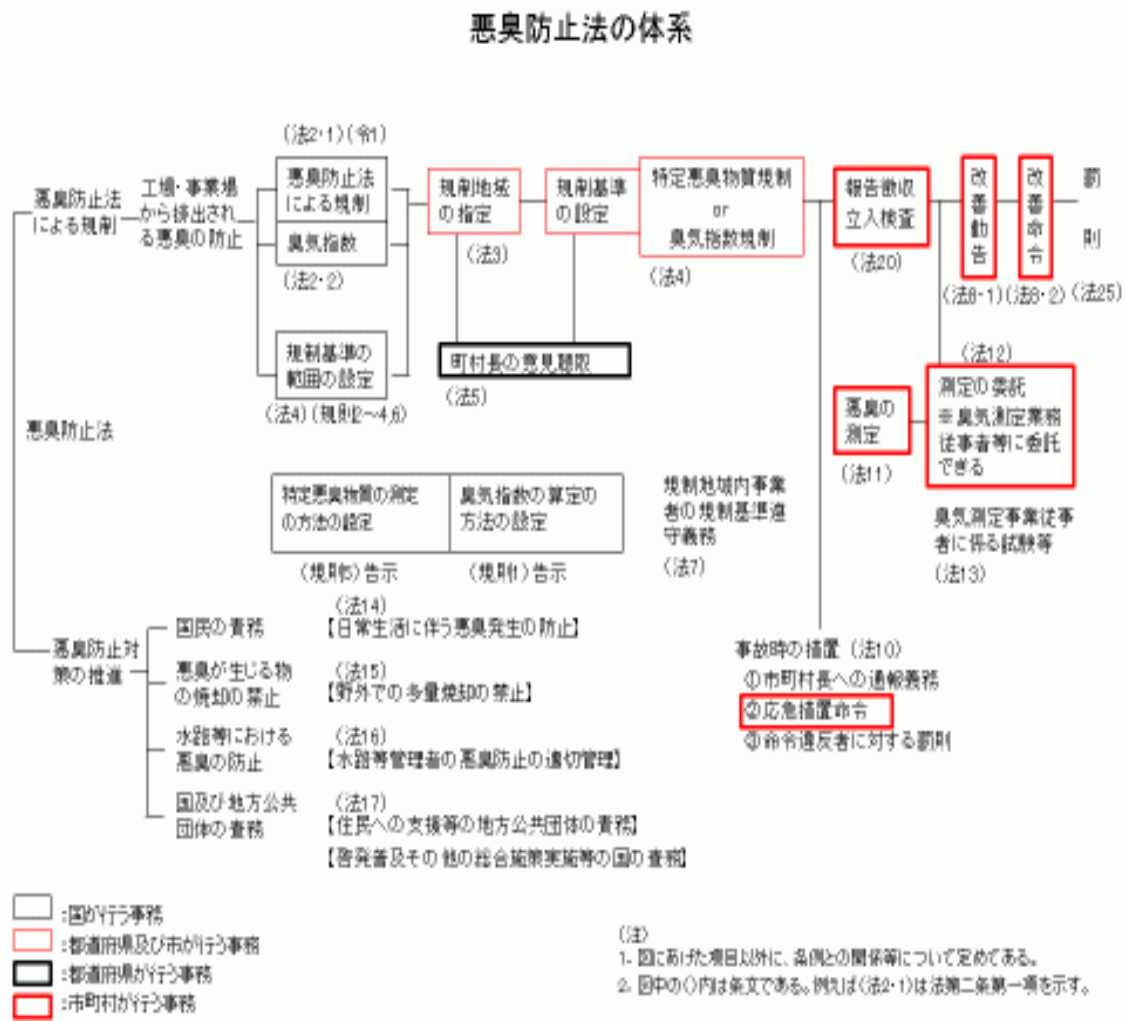 悪臭防止法の体系
(法2・1)(令1)
悪臭防止法
による規制
工場・事業場
から排出され
る悪臭の防止
悪臭防止法
による規制
臭気指数
(法2・2)
規制基準の
範囲の設定
(法4)(規則2～4,6)
規制地域
の指定
(法3)
規制基準
の設定
特定悪臭物質規制
or
臭気指数規制
(法4)
町村長の意見聴取
(法5)
報告徴収
立入検査
(法20)
改善勧告
(法8・1)
改善命令
(法8・2)
罰則
(法25)
(法12)
測定の委託
※臭気測定業務
従事者等に委託
できる
悪臭の
測定
(法11)
臭気測定事業従事
者に係る試験等
(法13)
悪臭防止法
特定悪臭物質の測定
の方法の設定
臭気指数の算定の
方法の設定
(規則5)告示
(規則1)告示
規制地域内事業
者の規制基準遵
守義務
(法7)
悪臭防止対
策の推進
国民の責務
(法14)
【日常生活に伴う悪臭発生の防止】
悪臭が生じる物
の焼却の禁止
(法15)
【野外での多量焼却の禁止】
水路等における
悪臭の防止
(法16)
【水路等管理者の悪臭防止の適切管理】
国及び地方公共
団体の責務
(法17)
【住民への支援等の地方公共団体の責務】
【啓発普及その他の総合施策実施等の国の責務】
事故時の措置 (法10)
①市町村長への通報義務
②応急措置命令
③命令違反者に対する罰則
:国が行う事務
:都道府県及び市が行う事務
:都道府県が行う事務
:市町村が行う事務
(注)
1. 図にあげた項目以外に、条例との関係等について定めてある。
2. 図中の()内は条文である。例えば(法2・1)は法第二条第一項を示す。